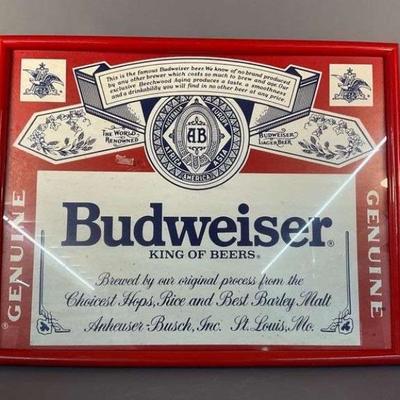 This is the famous Budweiser beer. We know of no brand produced
by any other brewer which costs so much to brew and age. Our
exclusive Beechwood Aging produces a taste, a smoothness
and a drinkability you will find in no other beer at any price.
THE WORLD
RENOWNED
AB
BUDWEISER
LAGER BEER
AFRICA
ASIA
AMERICA
GENUINE
GENUINE
Budweiser®
KING OF BEERS®
Brewed by our original process from the
Choicest Hops, Rice and Best Barley Malt
Anheuser-Busch, Inc. St. Louis, Mo.